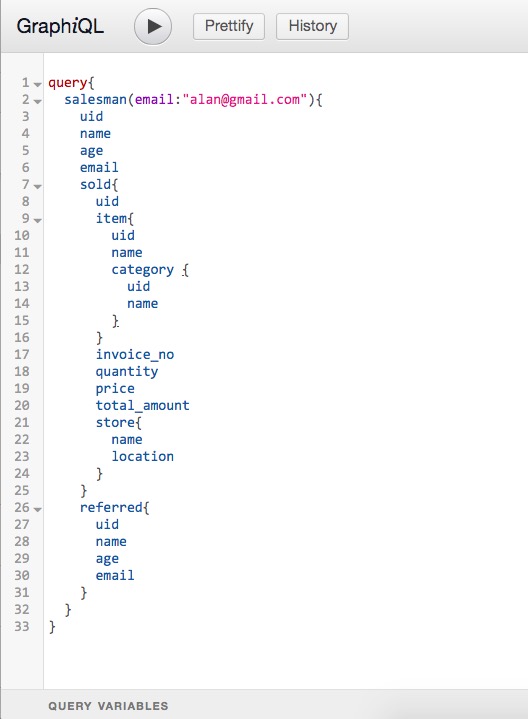 GraphiQL Prettify History
1 query{
2 salesman(email:"alan@gmail.com"){
3 uid
4 name
5 age
6 email
7 sold{
8 uid
9 item{
10 uid
11 name
12 category {
13 uid
14 name
15 }
16 }
17 invoice_no
18 quantity
19 price
20 total_amount
21 store{
22 name
23 location
24 }
25 }
26 referred{
27 uid
28 name
29 age
30 email
31 }
32 }
33 }
QUERY VARIABLES